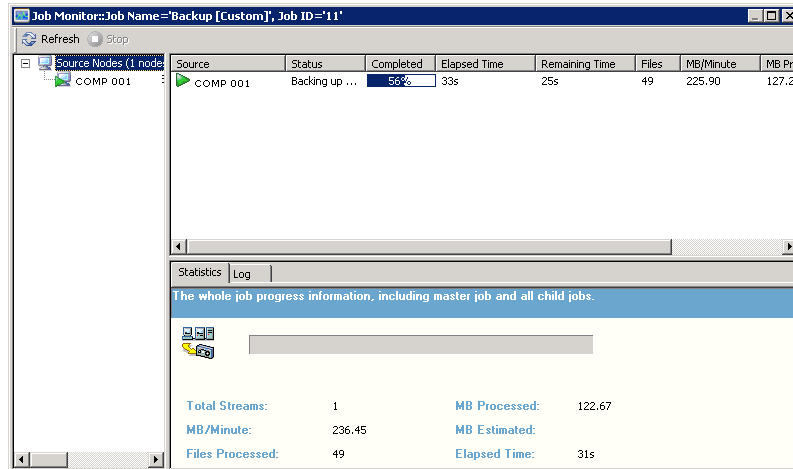 Job Monitor::Job Name='Backup [Custom]', Job ID='11'
Refresh Stop
Source Nodes (1 node
COMP 001
Source Status Completed Elapsed Time Remaining Time Files MB/Minute MB Pr
COMP 001 Backing up ... 56% 33s 25s 49 225.90 127.2
Statistics Log
The whole job progress information, including master job and all child jobs.
Total Streams: 1 MB Processed: 122.67
MB/Minute: 236.45 MB Estimated:
Files Processed: 49 Elapsed Time: 31s